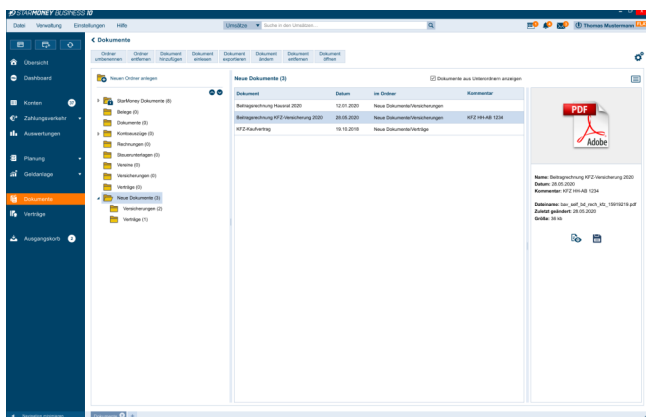 STARMONEY BUSINESS 10
Datei Verwaltung Einstellungen Hilfe
Umsätze Suche in den Umsätzen...
Thomas Mustermann
Dokumente
Ordner umbenennen
Ordner entfernen
Dokument hinzufügen
Dokument einlesen
Dokument exportieren
Dokument ändern
Dokument entfernen
Dokument öffnen
Übersicht
Dashboard
Konten
Zahlungsverkehr
Auswertungen
Planung
Geldanlage
Dokumente
Verträge
Ausgangskorb
Navigation minimieren
Neuen Ordner anlegen
StarMoney Dokumente (8)
Belege (0)
Dokumente (0)
Kontoauszüge (0)
Rechnungen (0)
Steuerunterlagen (0)
Vereine (0)
Versicherungen (0)
Verträge (0)
Neue Dokumente (3)
Versicherungen (2)
Verträge (1)
Neue Dokumente (3)
Dokumente aus Unterordnern anzeigen
Dokument Datum im Ordner Kommentar
Beitragsrechnung Hausrat 2020 12.01.2020 Neue Dokumente/Versicherungen
Beitragsrechnung KFZ-Versicherung 2020 28.05.2020 Neue Dokumente/Versicherungen KFZ HH-AB 1234
KFZ-Kaufvertrag 19.10.2018 Neue Dokumente/Verträge
PDF
Adobe
Name: Beitragsrechnung KFZ-Versicherung 2020
Datum: 28.05.2020
Kommentar: KFZ HH-AB 1234
Zuletzt geändert: 28.05.2020
Größe: 38 kb
Dokumente